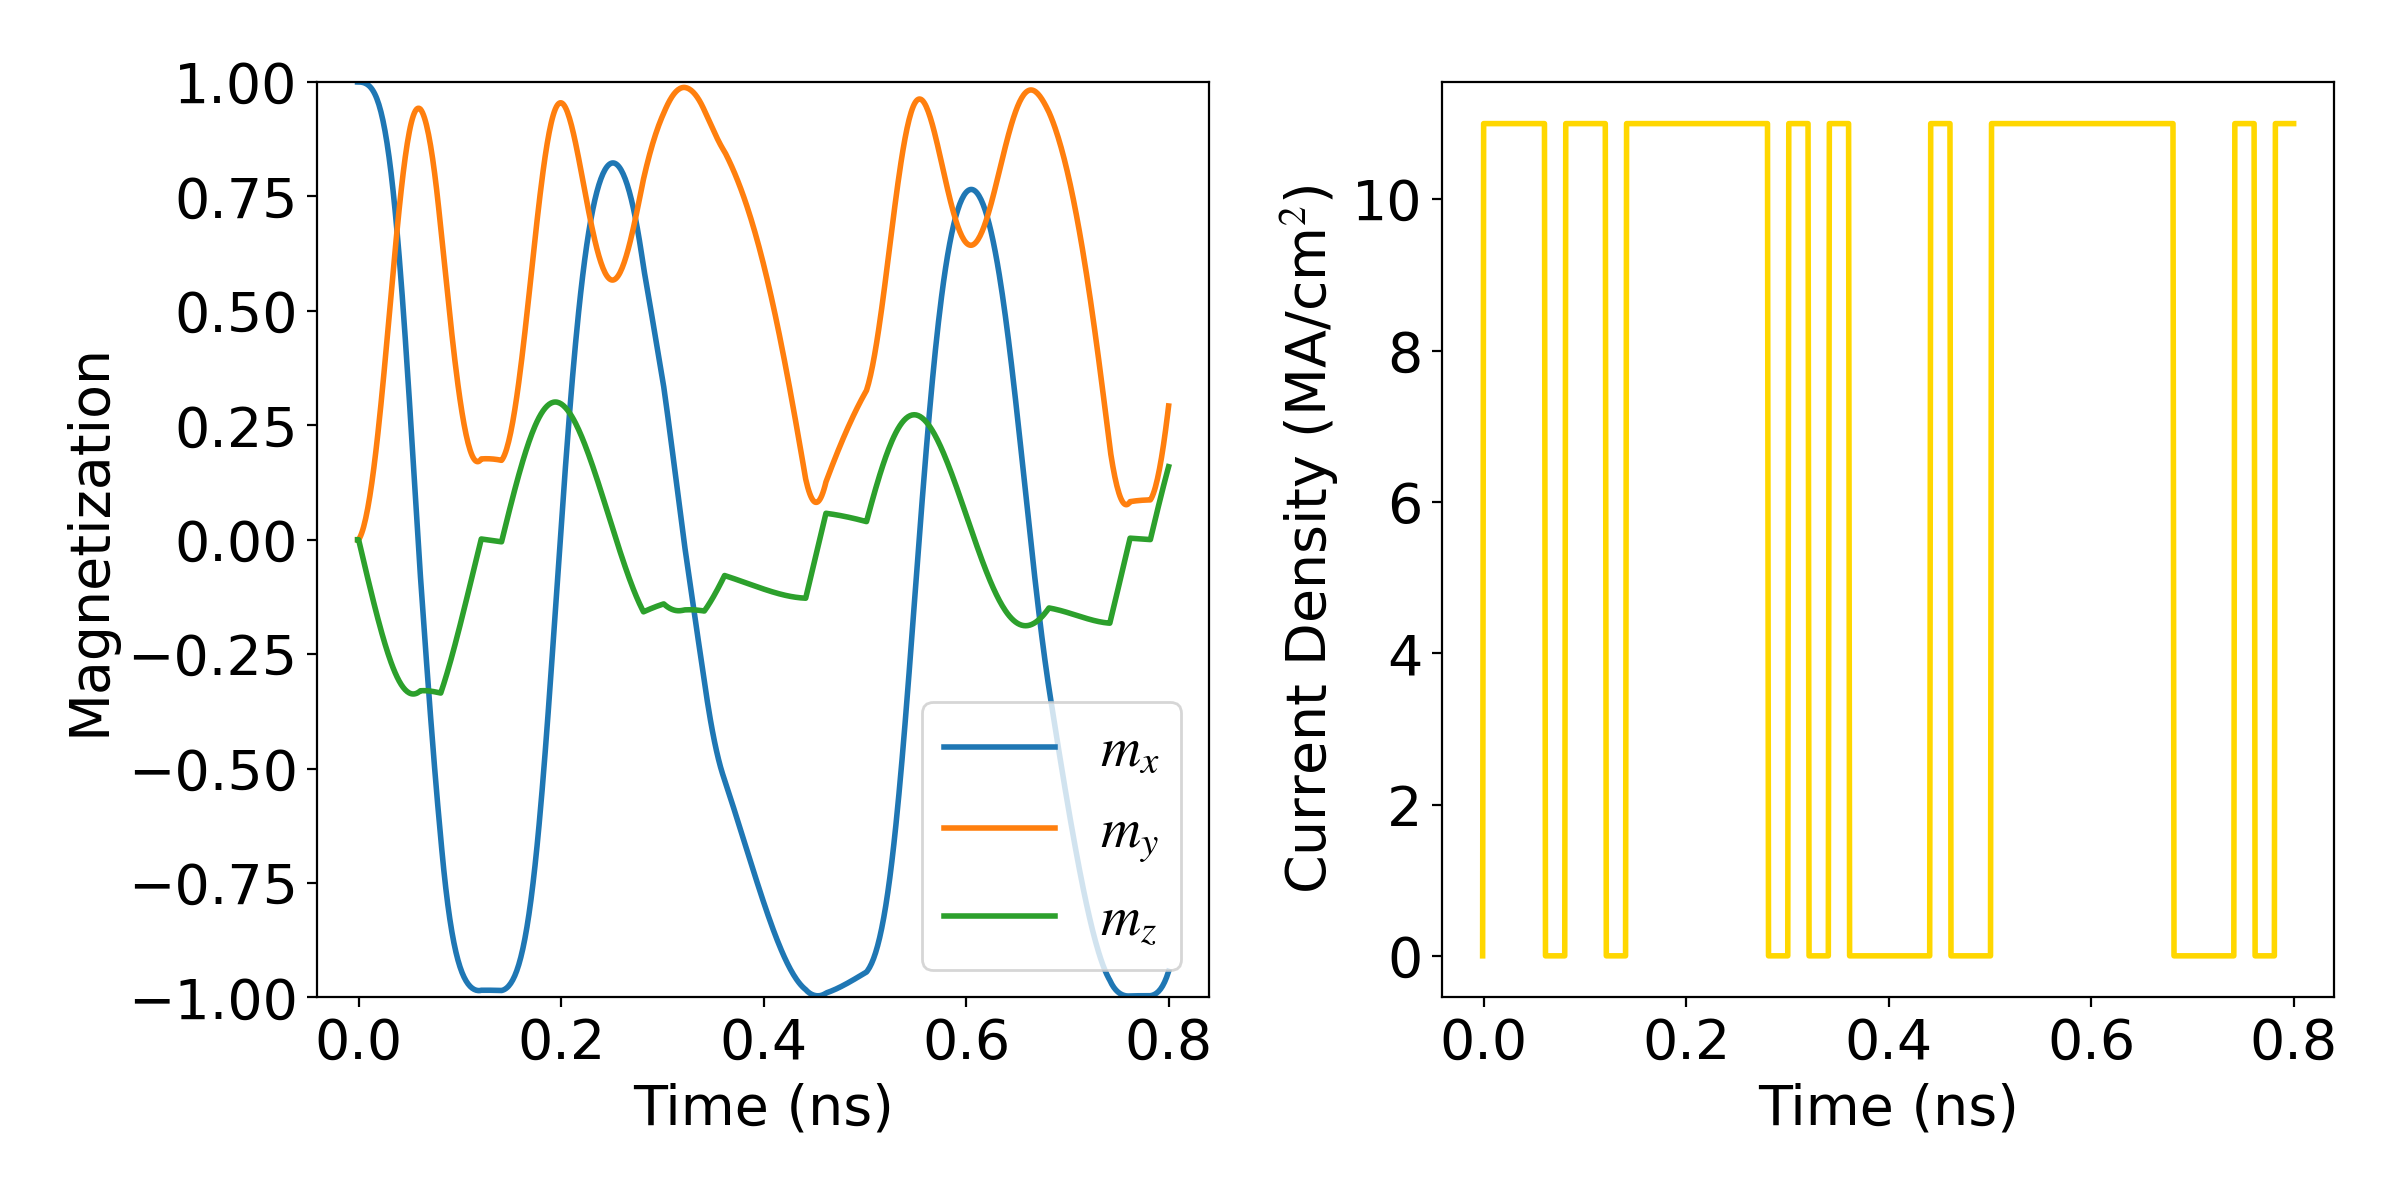 1.00
0.75
0.50
0.25
0.00
−0.25
−0.50
−0.75
−1.00
Magnetization
0.0 0.2 0.4 0.6 0.8
Time (ns)
m_x
m_y
m_z
10
8
6
4
2
0
Current Density (MA/cm²)
0.0 0.2 0.4 0.6 0.8
Time (ns)